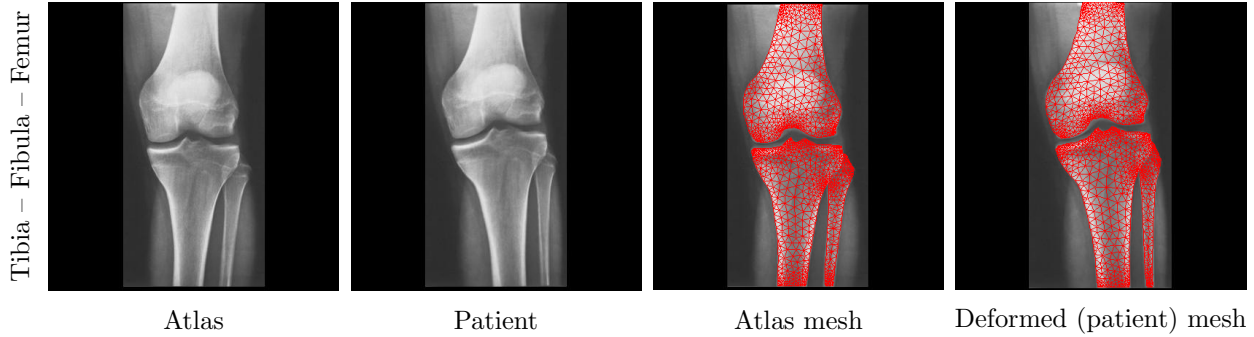 Tibia – Fibula – Femur
Atlas
Patient
Atlas mesh
Deformed (patient) mesh